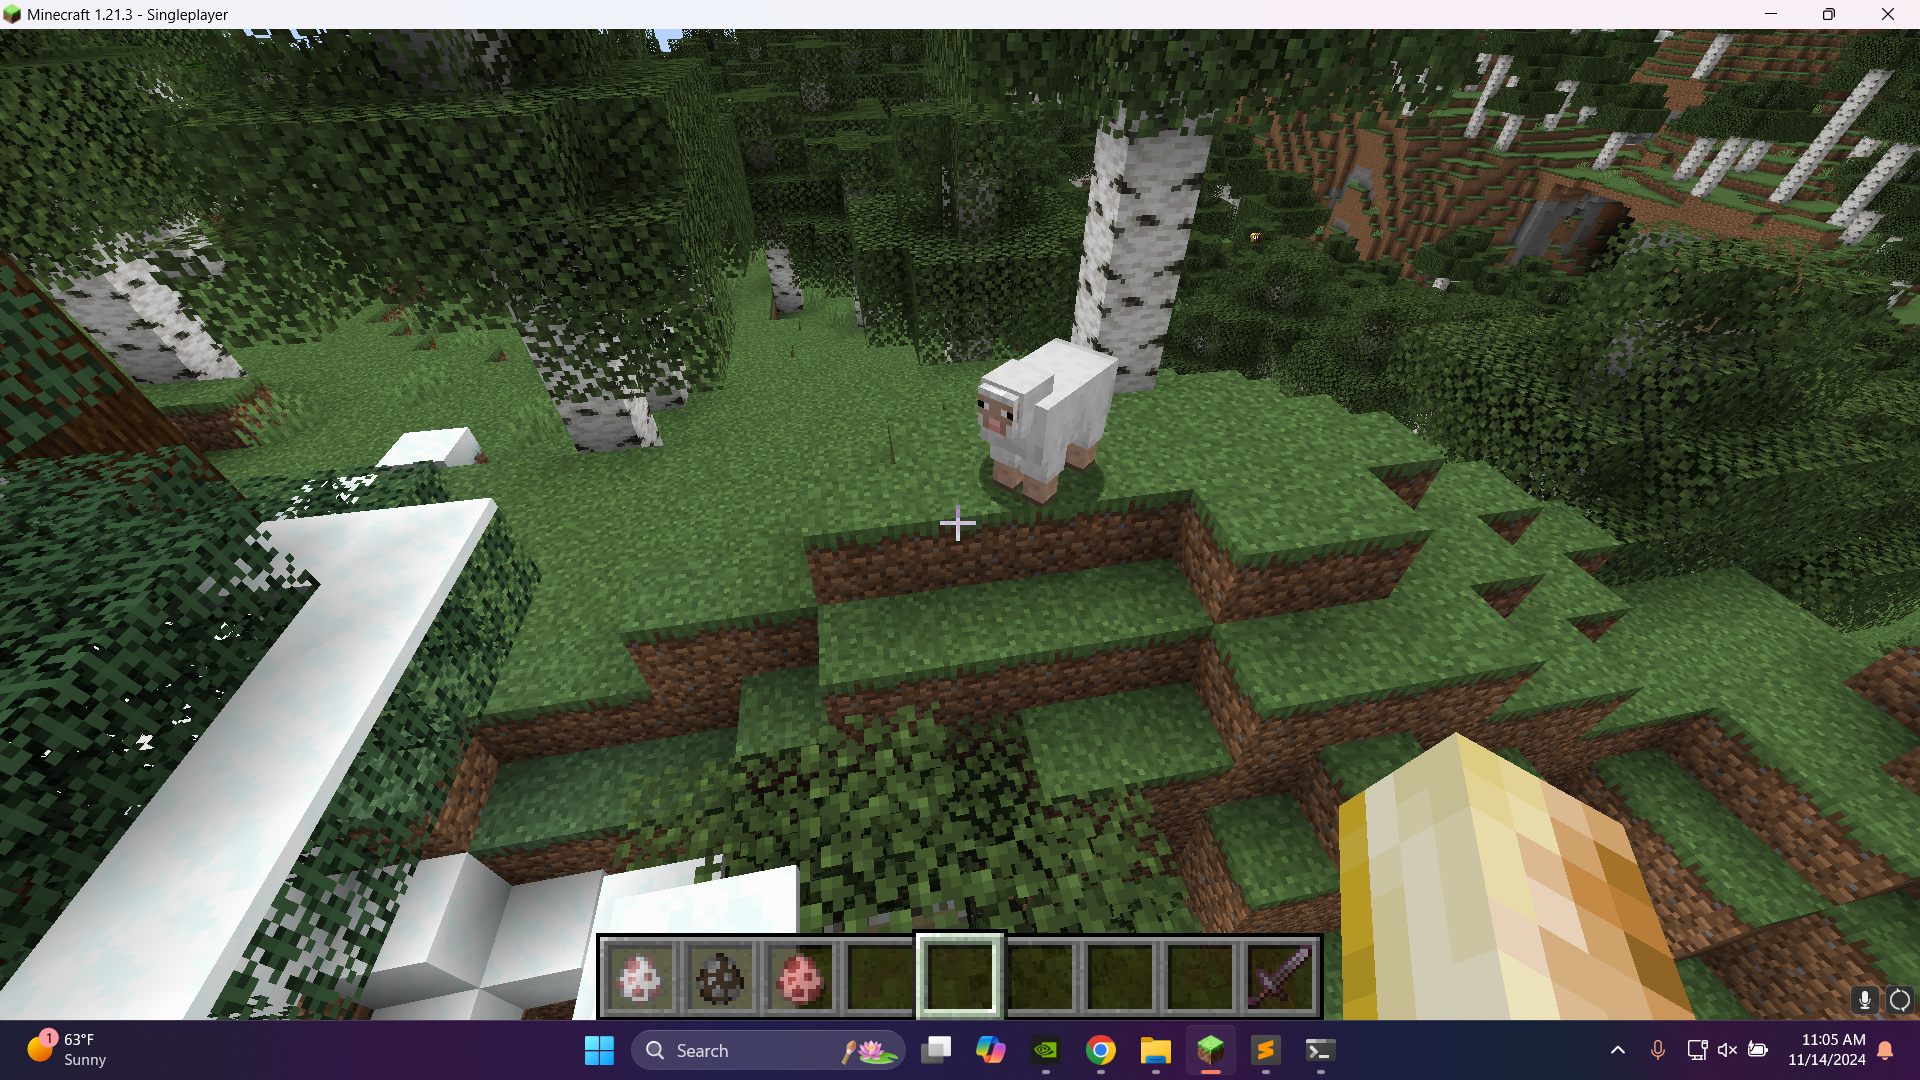 Minecraft 1.21.3 - Singleplayer
1
63°F
Sunny
Search
11:05 AM
11/14/2024